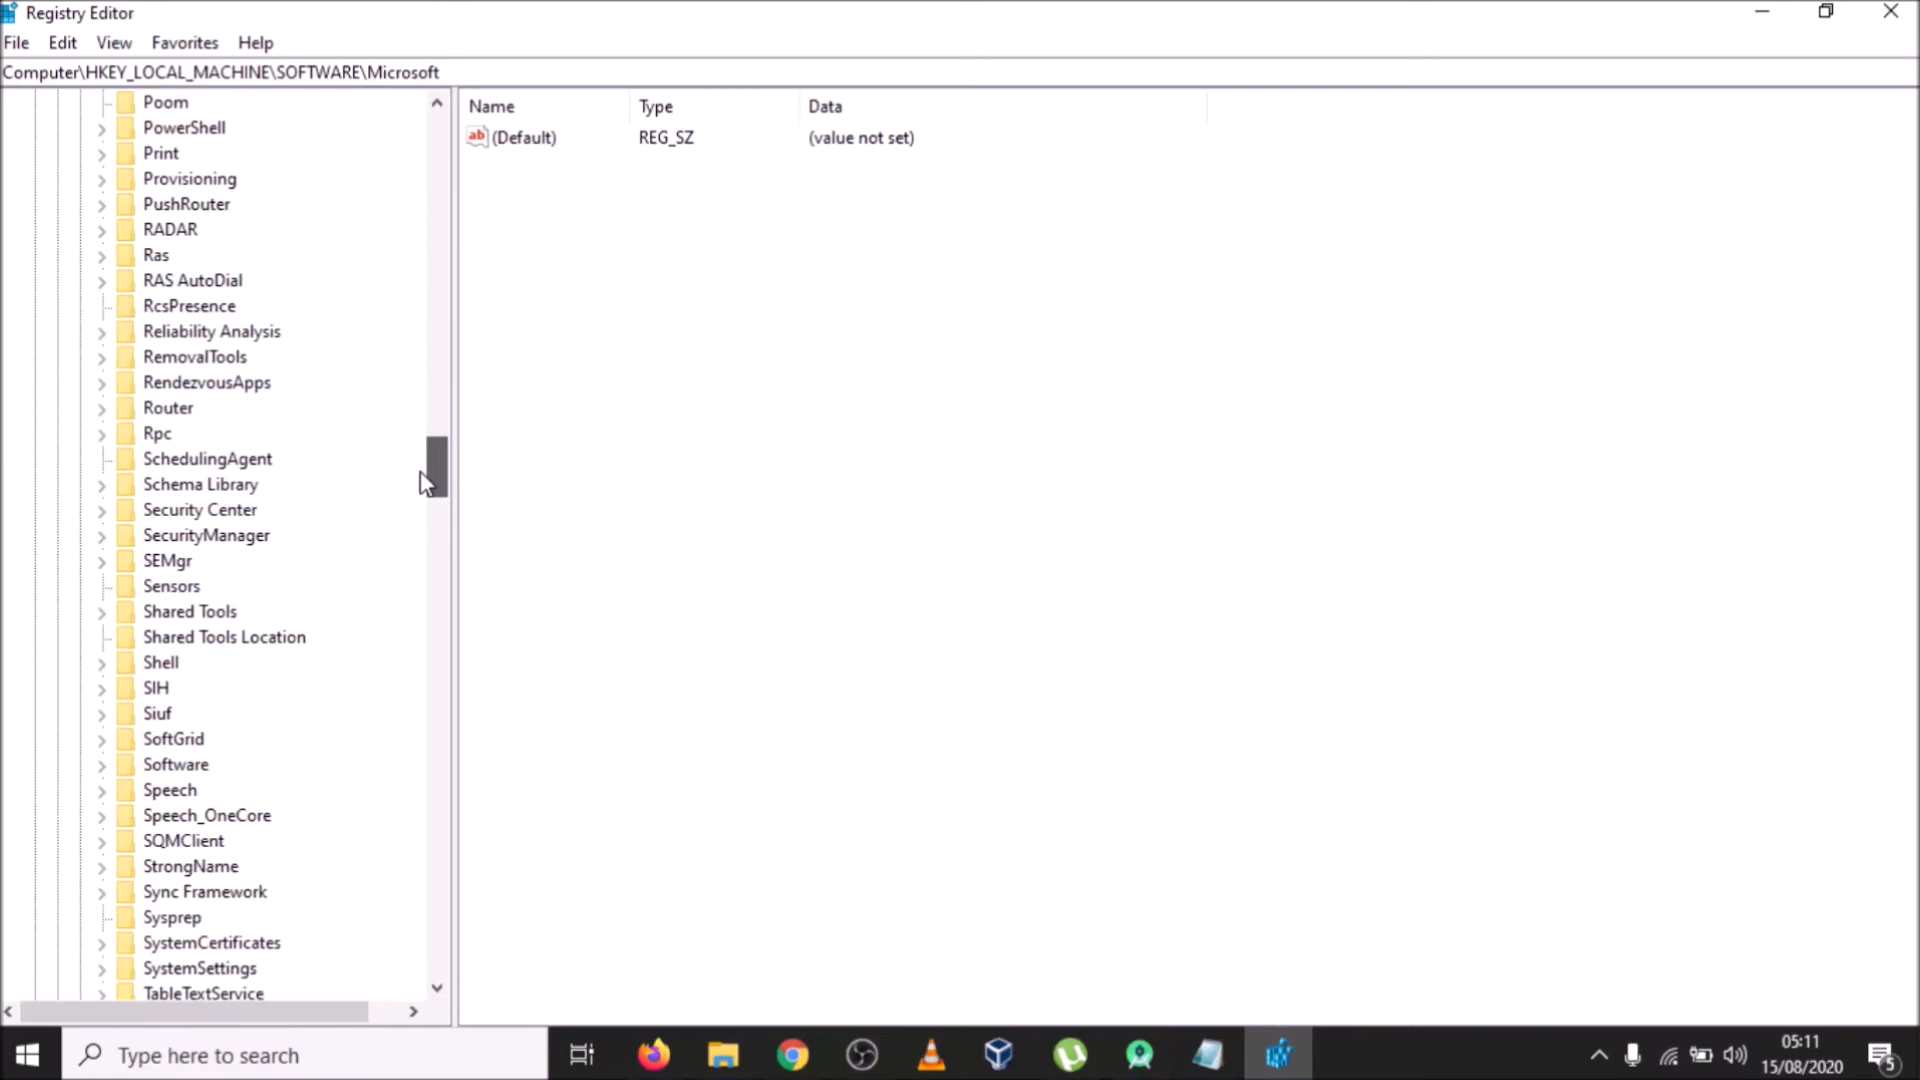 Registry Editor
File Edit View Favorites Help
Computer\HKEY_LOCAL_MACHINE\SOFTWARE\Microsoft
Name Type Data
ab (Default) REG_SZ (value not set)
Poom
PowerShell
Print
Provisioning
PushRouter
RADAR
Ras
RAS AutoDial
RcsPresence
Reliability Analysis
RemovalTools
RendezvousApps
Router
Rpc
SchedulingAgent
Schema Library
Security Center
SecurityManager
SEMgr
Sensors
Shared Tools
Shared Tools Location
Shell
SIH
Siuf
SoftGrid
Software
Speech
Speech_OneCore
SQMClient
StrongName
Sync Framework
Sysprep
SystemCertificates
SystemSettings
TableTextService
Type here to search
05:11
15/08/2020
5